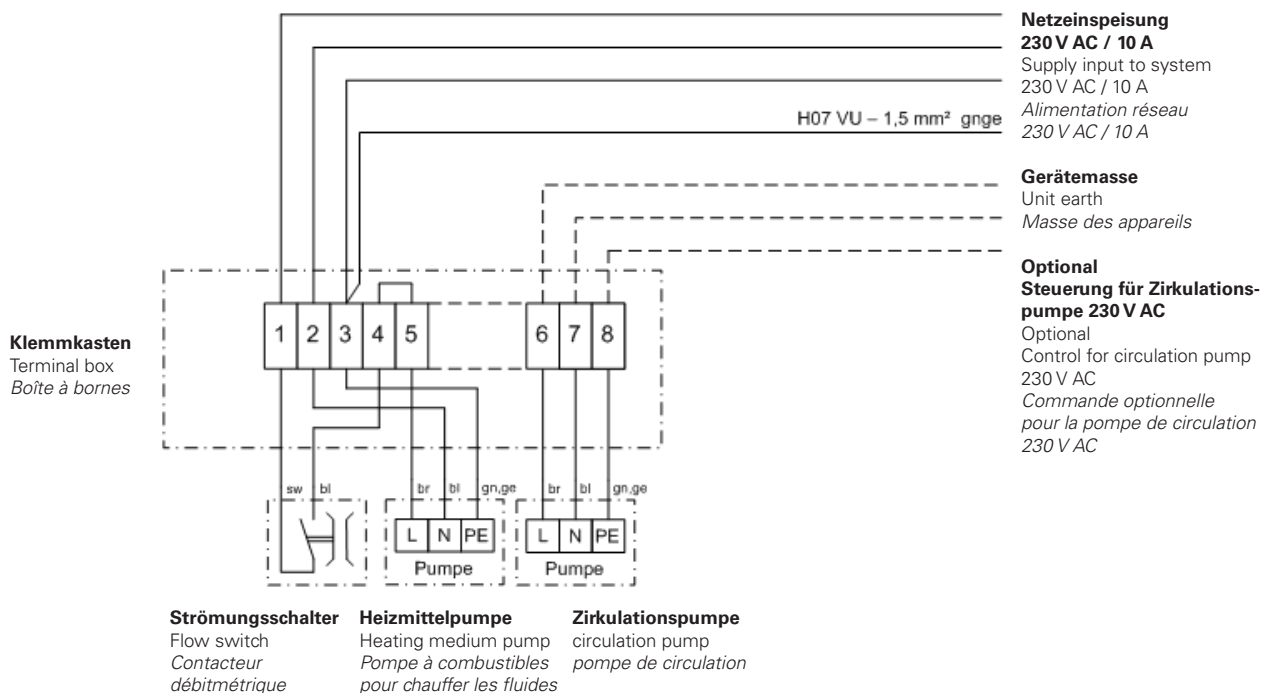 Netzeinspeisung
230 V AC / 10 A
Supply input to system
230 V AC / 10 A
Alimentation réseau
230 V AC / 10 A
H07 VU – 1,5 mm² gnge
Gerätemasse
Unit earth
Masse des appareils
Optional
Steuerung für Zirkulations-
pumpe 230 V AC
Optional
Control for circulation pump
230 V AC
Commande optionnelle
pour la pompe de circulation
230 V AC
Klemmkasten
Terminal box
Boîte à bornes
1 2 3 4 5 6 7 8
sw bl br bl gn,ge br bl gn,ge
L N PE L N PE
Pumpe Pumpe
Strömungsschalter
Flow switch
Contacteur
débitmétrique
Heizmittelpumpe
Heating medium pump
Pompe à combustibles
pour chauffer les fluides
Zirkulationspumpe
circulation pump
pompe de circulation